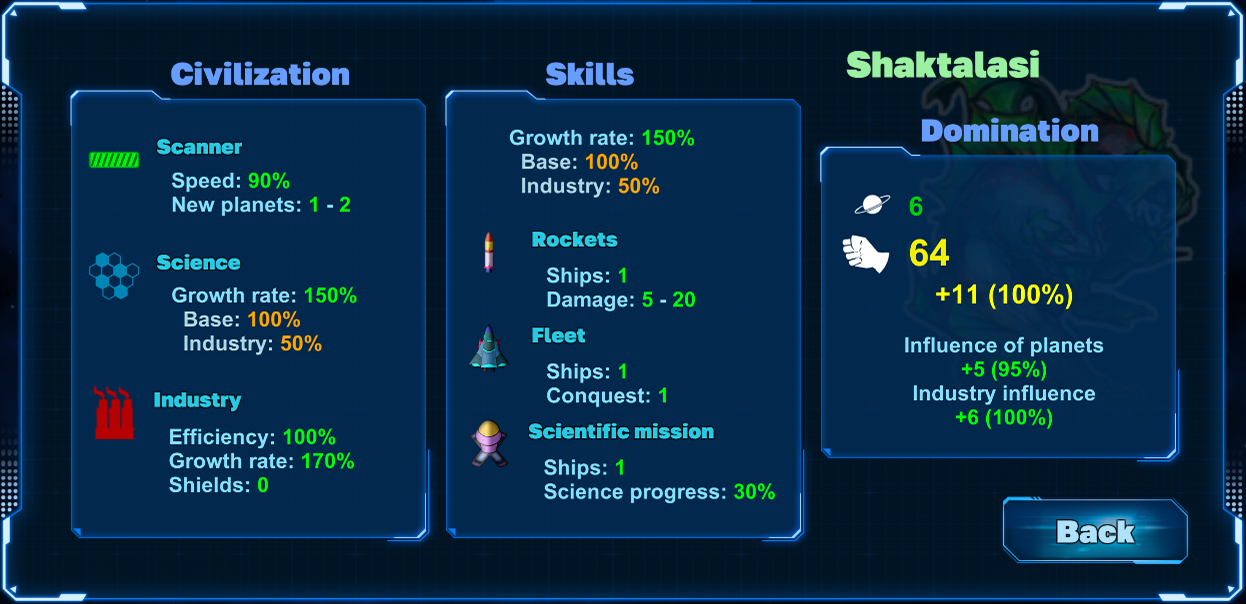 Civilization
Scanner
Speed: 90%
New planets: 1 - 2
Science
Growth rate: 150%
Base: 100%
Industry: 50%
Industry
Efficiency: 100%
Growth rate: 170%
Shields: 0
Skills
Growth rate: 150%
Base: 100%
Industry: 50%
Rockets
Ships: 1
Damage: 5 - 20
Fleet
Ships: 1
Conquest: 1
Scientific mission
Ships: 1
Science progress: 30%
Shaktalasi
Domination
6
64
+11 (100%)
Influence of planets
+5 (95%)
Industry influence
+6 (100%)
Back